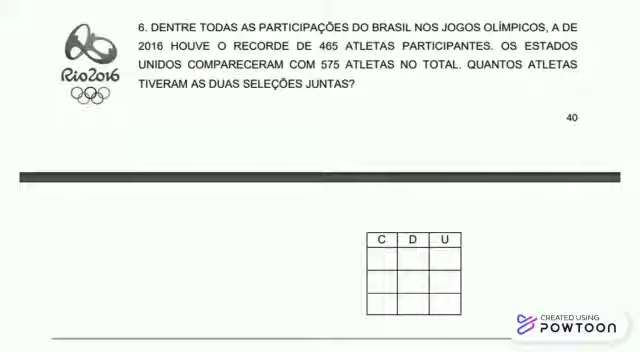 6. DENTRE TODAS AS PARTICIPAÇÕES DO BRASIL NOS JOGOS OLÍMPICOS, A DE
2016 HOUVE O RECORDE DE 465 ATLETAS PARTICIPANTES. OS ESTADOS
UNIDOS COMPARECERAM COM 575 ATLETAS NO TOTAL. QUANTOS ATLETAS
TIVERAM AS DUAS SELEÇÕES JUNTAS?
Rio2016
40
C D U
CREATED USING
POWTOON